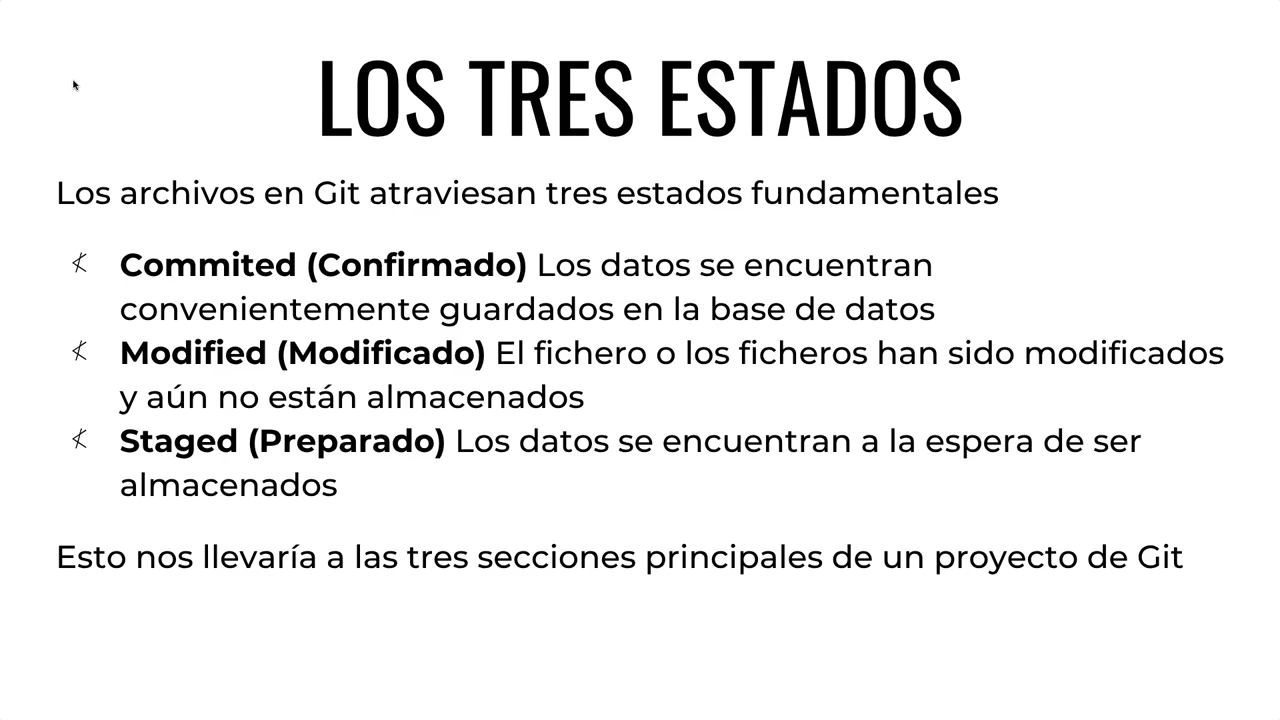 LOS TRES ESTADOS
Los archivos en Git atraviesan tres estados fundamentales
Commited (Confirmado) Los datos se encuentran
convenientemente guardados en la base de datos
Modified (Modificado) El fichero o los ficheros han sido modificados
y aún no están almacenados
Staged (Preparado) Los datos se encuentran a la espera de ser
almacenados
Esto nos llevaría a las tres secciones principales de un proyecto de Git